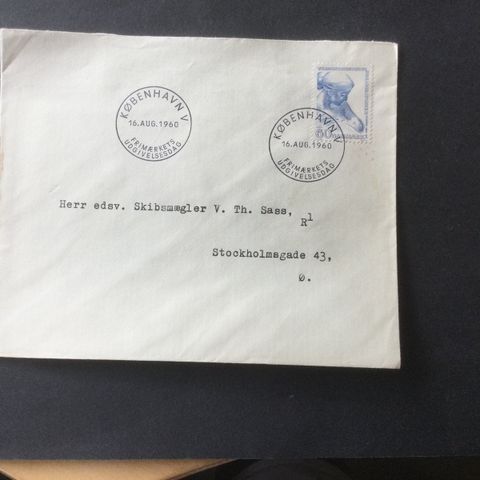 KØBENHAVN V
16.AUG.1960
FRIMÆRKETS
UDGIVELSESDAG
KØBENHAVN V
16.AUG.1960
FRIMÆRKETS
UDGIVELSESDAG
60
Herr edsv. Skibsmægler V. Th. Sass, R1
Stockholmsgade 43,
Ø.